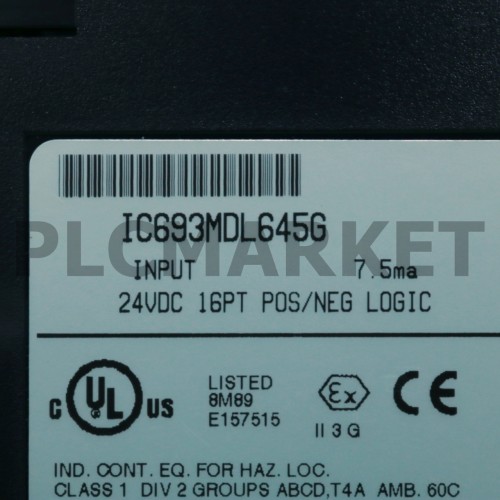 IC693MDL645G
PLCMARKET
INPUT 7.5ma
24VDC 16PT POS/NEG LOGIC
C UL US
LISTED
8M89
E157515
Ex
II 3 G
CE
IND. CONT. EQ. FOR HAZ. LOC.
CLASS 1 DIV 2 GROUPS ABCD,T4A AMB. 60C